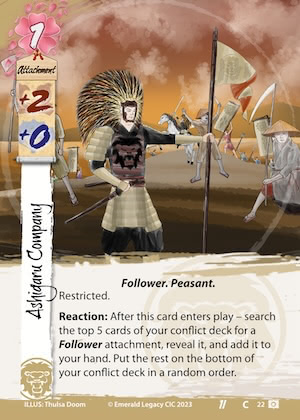 1
Attachment
+2
+0
Ashigaru Company
Follower. Peasant.
Restricted.
Reaction: After this card enters play – search
the top 5 cards of your conflict deck for a
Follower attachment, reveal it, and add it to
your hand. Put the rest on the bottom of
your conflict deck in a random order.
ILLUS: Thulsa Doom © Emerald Legacy CIC 2023 C 22